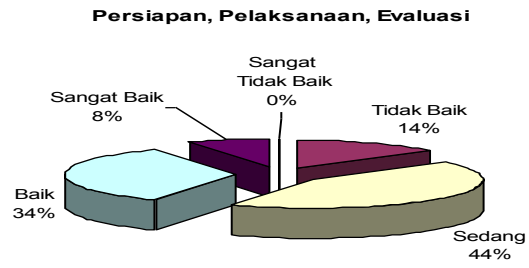 Persiapan, Pelaksanaan, Evaluasi
Sangat
Tidak Baik
0%
Sangat Baik
8%
Tidak Baik
14%
Baik
34%
Sedang
44%